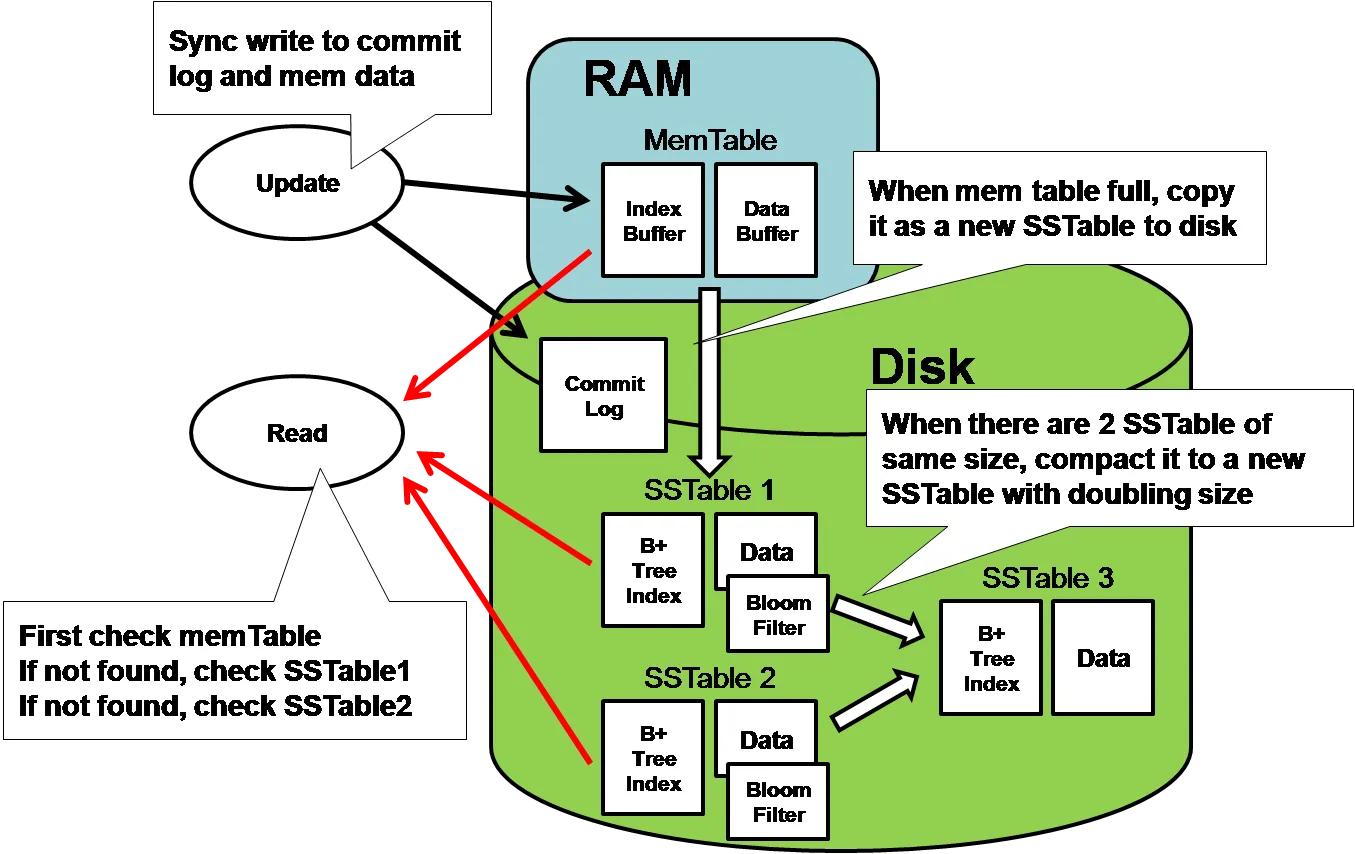 Sync write to commit
log and mem data
RAM
MemTable
Update
Index
Buffer
Data
Buffer
When mem table full, copy
it as a new SSTable to disk
Disk
Commit
Log
Read
When there are 2 SSTable of
same size, compact it to a new
SSTable with doubling size
SSTable 1
B+
Tree
Index
Data
Bloom
Filter
SSTable 3
B+
Tree
Index
Data
First check memTable
If not found, check SSTable1
If not found, check SSTable2
SSTable 2
B+
Tree
Index
Data
Bloom
Filter